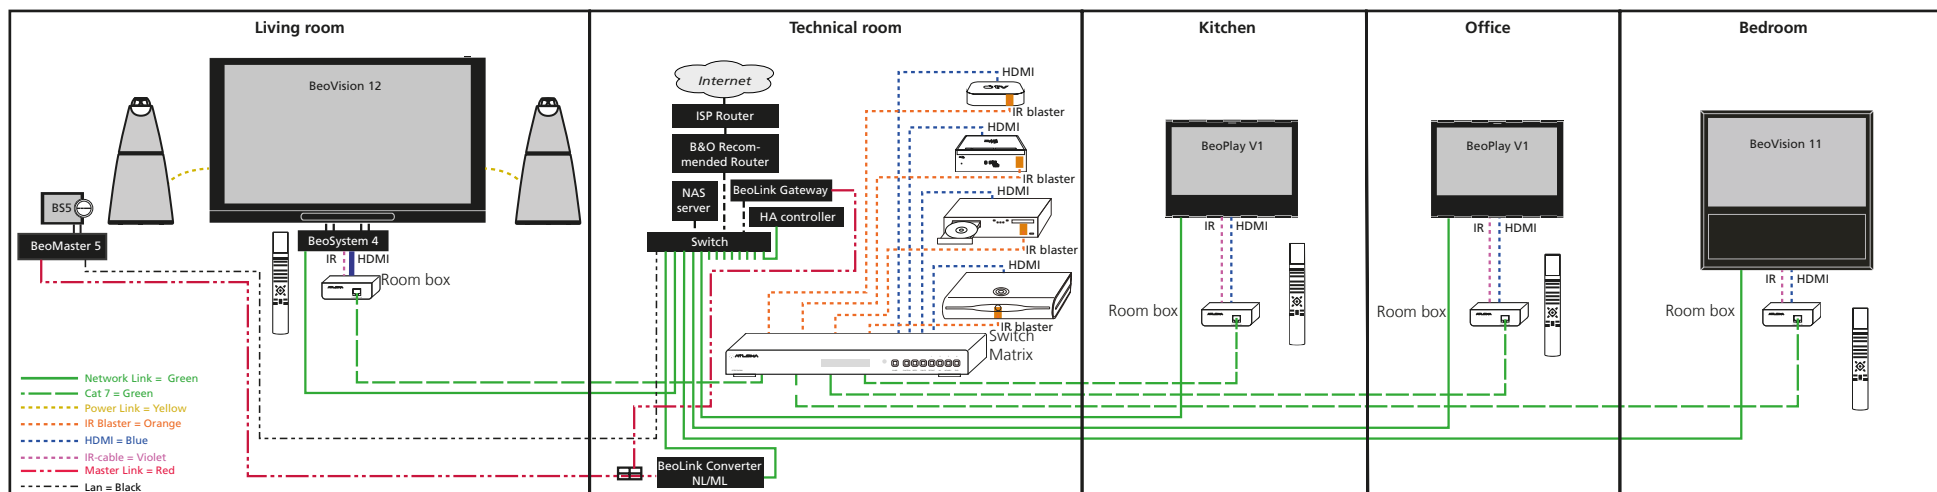 Living room
Technical room
Kitchen
Office
Bedroom
BeoVision 12
BS5
BeoMaster 5
BeoSystem 4
IR
HDMI
Room box
Internet
ISP Router
B&O Recom-
mended Router
NAS
server
BeoLink Gateway
HA controller
Switch
HDMI
tv
IR blaster
HDMI
IR blaster
HDMI
IR blaster
HDMI
IR blaster
Switch
Matrix
ATLONA
BeoLink Converter
NL/ML
BeoPlay V1
IR
HDMI
Room box
BeoPlay V1
IR
HDMI
Room box
BeoVision 11
IR
HDMI
Room box
Network Link = Green
Cat 7 = Green
Power Link = Yellow
IR Blaster = Orange
HDMI = Blue
IR-cable = Violet
Master Link = Red
Lan = Black